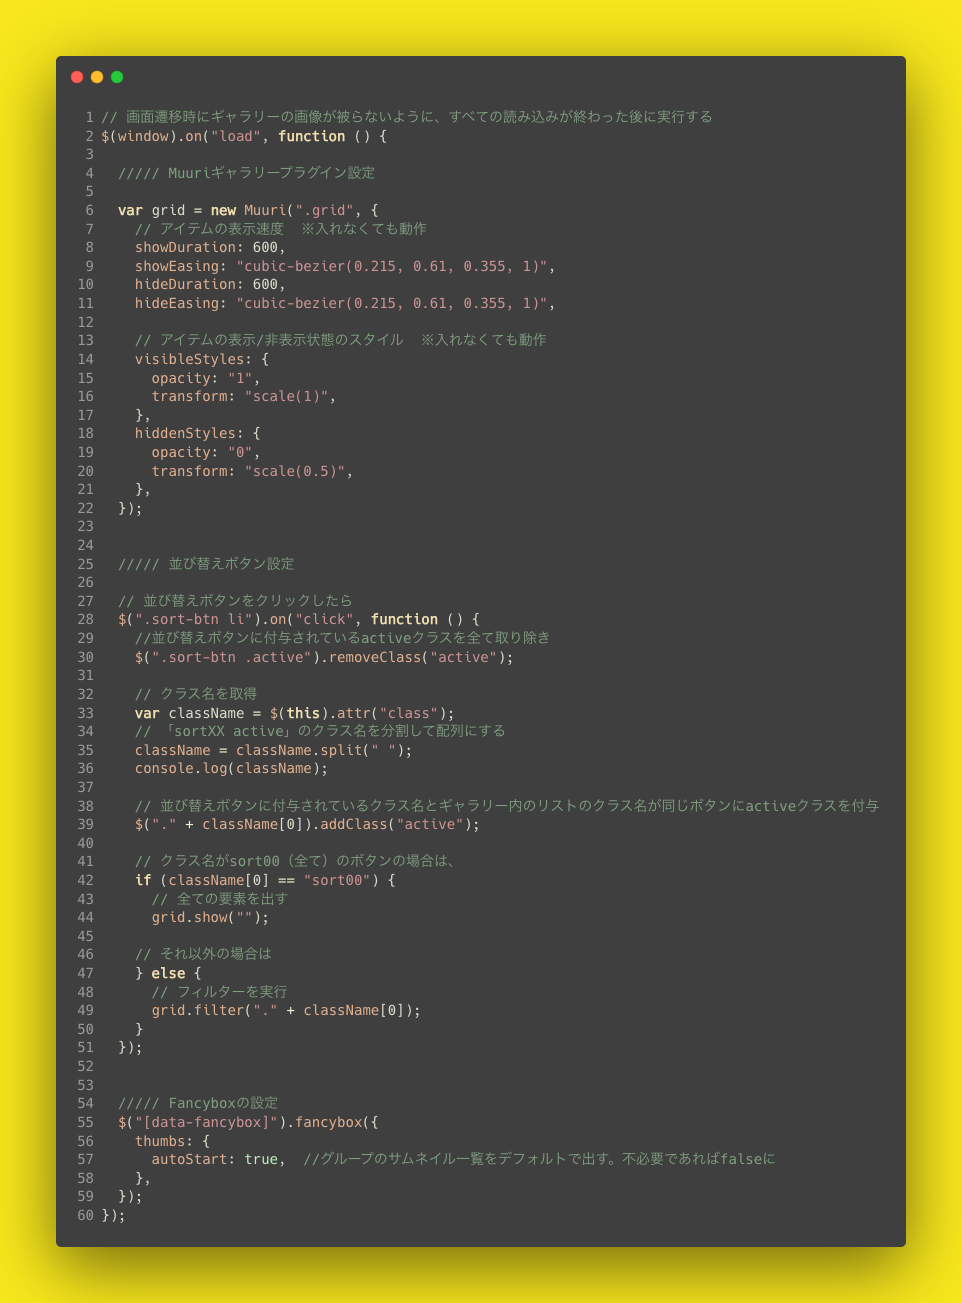 1 // 画面遷移時にギャラリーの画像が被らないように、すべての読み込みが終わった後に実行する
2 $(window).on("load", function () {
3
4   ///// Muuriギャラリープラグイン設定
5
6   var grid = new Muuri(".grid", {
7     // アイテムの表示速度  ※入れなくても動作
8     showDuration: 600,
9     showEasing: "cubic-bezier(0.215, 0.61, 0.355, 1)",
10     hideDuration: 600,
11     hideEasing: "cubic-bezier(0.215, 0.61, 0.355, 1)",
12
13     // アイテムの表示/非表示状態のスタイル  ※入れなくても動作
14     visibleStyles: {
15       opacity: "1",
16       transform: "scale(1)",
17     },
18     hiddenStyles: {
19       opacity: "0",
20       transform: "scale(0.5)",
21     },
22   });
23
24
25   ///// 並び替えボタン設定
26
27   // 並び替えボタンをクリックしたら
28   $(".sort-btn li").on("click", function () {
29     //並び替えボタンに付与されているactiveクラスを全て取り除き
30     $(".sort-btn .active").removeClass("active");
31
32     // クラス名を取得
33     var className = $(this).attr("class");
34     // 「sortXX active」のクラス名を分割して配列にする
35     className = className.split(" ");
36     console.log(className);
37
38     // 並び替えボタンに付与されているクラス名とギャラリー内のリストのクラス名が同じボタンにactiveクラスを付与
39     $("." + className[0]).addClass("active");
40
41     // クラス名がsort00（全て）のボタンの場合は、
42     if (className[0] == "sort00") {
43       // 全ての要素を出す
44       grid.show("");
45
46     // それ以外の場合は
47     } else {
48       // フィルターを実行
49       grid.filter("." + className[0]);
50     }
51   });
52
53
54   ///// Fancyboxの設定
55   $("[data-fancybox]").fancybox({
56     thumbs: {
57       autoStart: true,  //グループのサムネイル一覧をデフォルトで出す。不必要であればfalseに
58     },
59   });
60 });